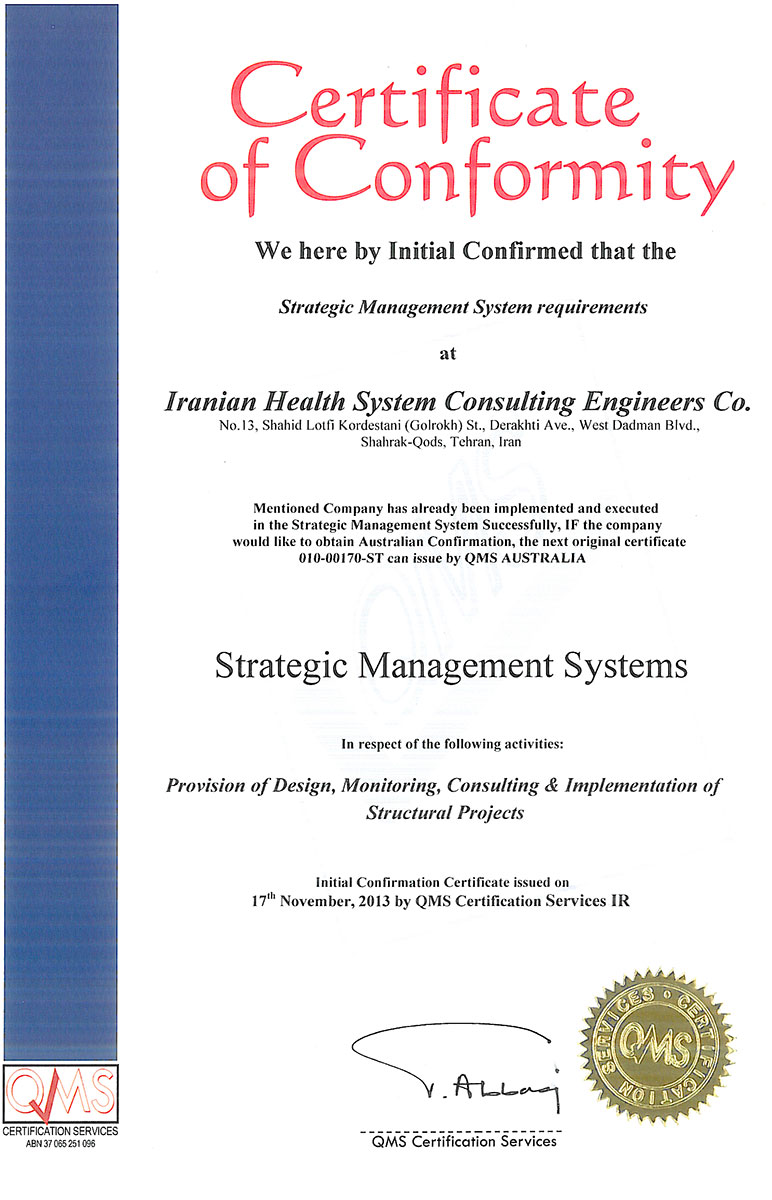 Certificate
of Conformity
We here by Initial Confirmed that the
Strategic Management System requirements
at
Iranian Health System Consulting Engineers Co.
No.13, Shahid Lotfi Kordestani (Golrokh) St., Derakhti Ave., West Dadman Blvd.,
Shahrak-Qods, Tehran, Iran
Mentioned Company has already been implemented and executed
in the Strategic Management System Successfully, IF the company
would like to obtain Australian Confirmation, the next original certificate
010-00170-ST can issue by QMS AUSTRALIA
Strategic Management Systems
In respect of the following activities:
Provision of Design, Monitoring, Consulting & Implementation of
Structural Projects
Initial Confirmation Certificate issued on
17th November, 2013 by QMS Certification Services IR
SERVICES CERTIFICATION
QMS
V. Abbasi
QMS Certification Services
QMS
CERTIFICATION SERVICES
ABN 37 065 251 096
QMS